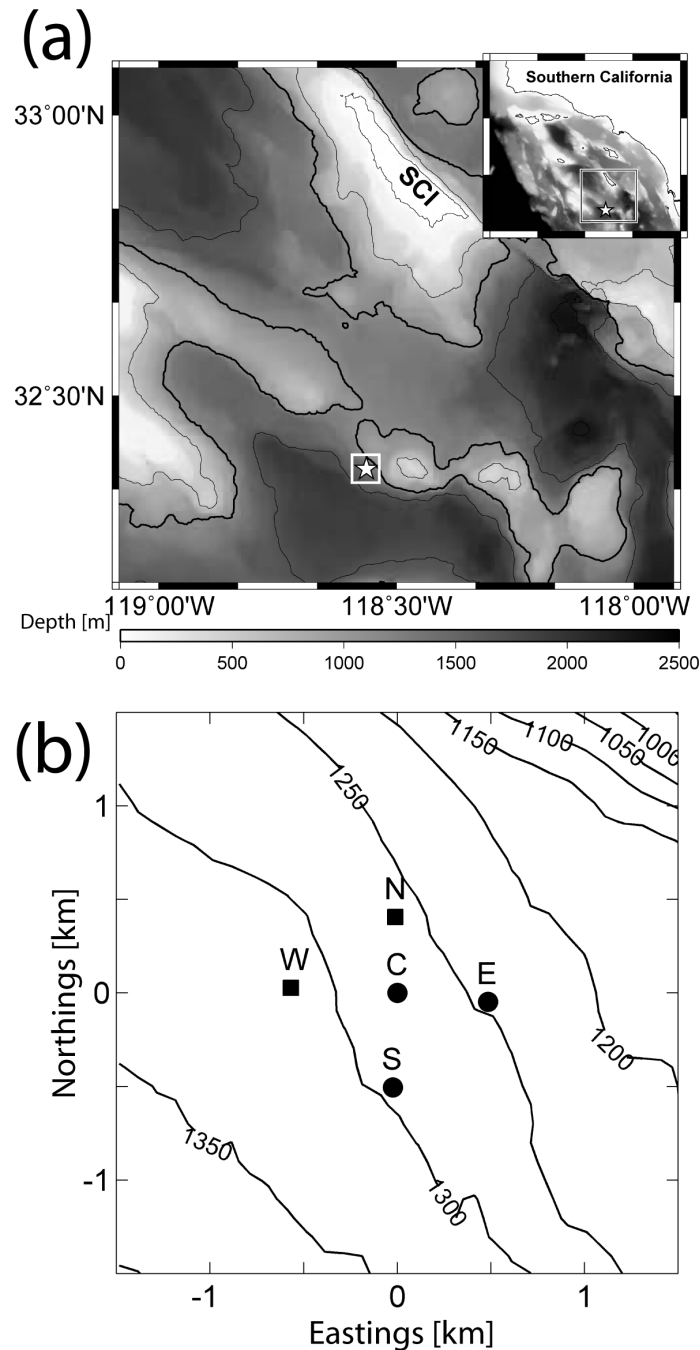 (a)
Southern California
33°00'N
SCI
32°30'N
119°00'W 118°30'W 118°00'W
Depth [m]
0 500 1000 1500 2000 2500
(b)
1000
1050
1100
1150
1250
1
N
W C E
0
S
1200
1350
-1
1300
-1 0 1
Northings [km]
Eastings [km]